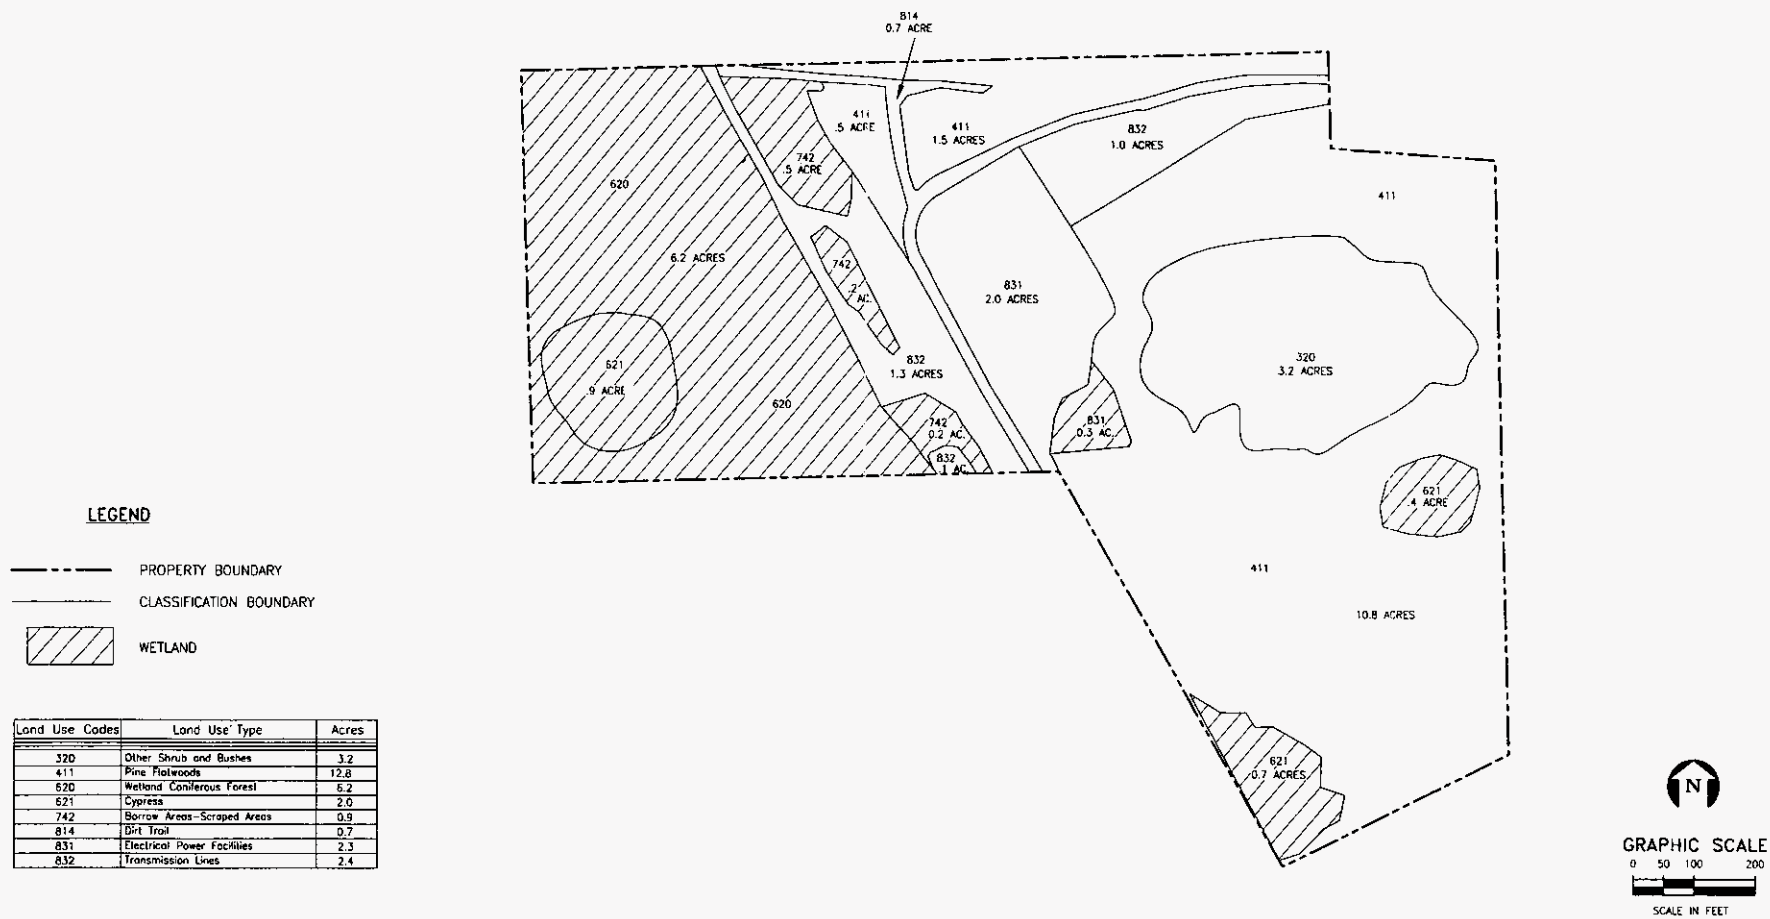 814
0.7 ACRE
411
.5 ACRE
411
1.5 ACRES
832
1.0 ACRES
742
.5 ACRE
620
411
6.2 ACRES
742
.2
AC.
831
2.0 ACRES
621
.9 ACRE
832
1.3 ACRES
320
3.2 ACRES
620
742
0.2 AC.
832
.1 AC.
831
0.3 AC.
621
.4 ACRE
411
10.8 ACRES
621
0.7 ACRES
LEGEND
PROPERTY BOUNDARY
CLASSIFICATION BOUNDARY
WETLAND
Land Use Codes Land Use Type Acres
320 Other Shrub and Bushes 3.2
411 Pine Flatwoods 12.8
620 Wetland Coniferous Forest 6.2
621 Cypress 2.0
742 Borrow Areas-Scraped Areas 0.9
814 Dirt Trail 0.7
831 Electrical Power Facilities 2.3
832 Transmission Lines 2.4
N
GRAPHIC SCALE
0 50 100 200
SCALE IN FEET